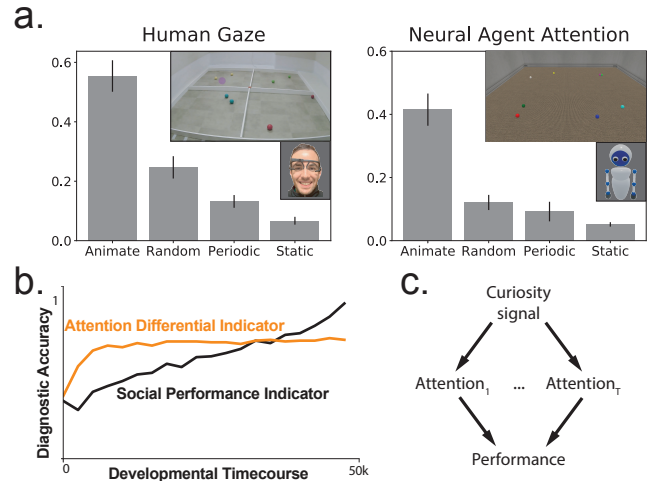 a.
Human Gaze
0.6
0.4
0.2
0.0
Animate Random Periodic Static
Neural Agent Attention
0.6
0.4
0.2
0.0
Animate Random Periodic Static
b.
1
Attention Differential Indicator
Social Performance Indicator
Diagnostic Accuracy
0
50k
Developmental Timecourse
c.
Curiosity
signal
Attention₁ ... Attention_T
Performance